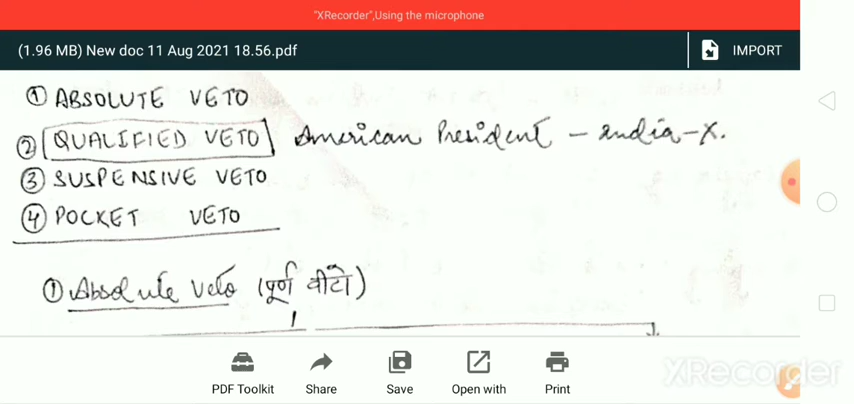 "XRecorder",Using the microphone
(1.96 MB) New doc 11 Aug 2021 18.56.pdf
IMPORT
① ABSOLUTE VETO
② QUALIFIED VETO American President - India - X.
③ SUSPENSIVE VETO
④ POCKET VETO
① Absolute Veto (पूर्ण वीटो)
PDF Toolkit Share Save Open with Print
XRecorder